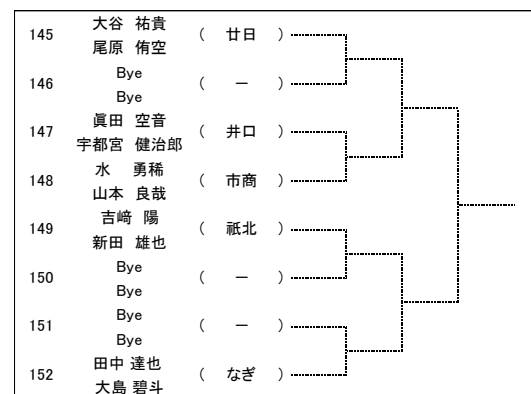 大谷 祐貴
145 ( 廿日 )
尾原 侑空
Bye
146 ( ー )
Bye
眞田 空音
147 ( 井口 )
宇都宮 健治郎
水 勇稀
148 ( 市商 )
山本 良哉
吉﨑 陽
149 ( 祇北 )
新田 雄也
Bye
150 ( ー )
Bye
Bye
151 ( ー )
Bye
田中 達也
152 ( なぎ )
大島 碧斗